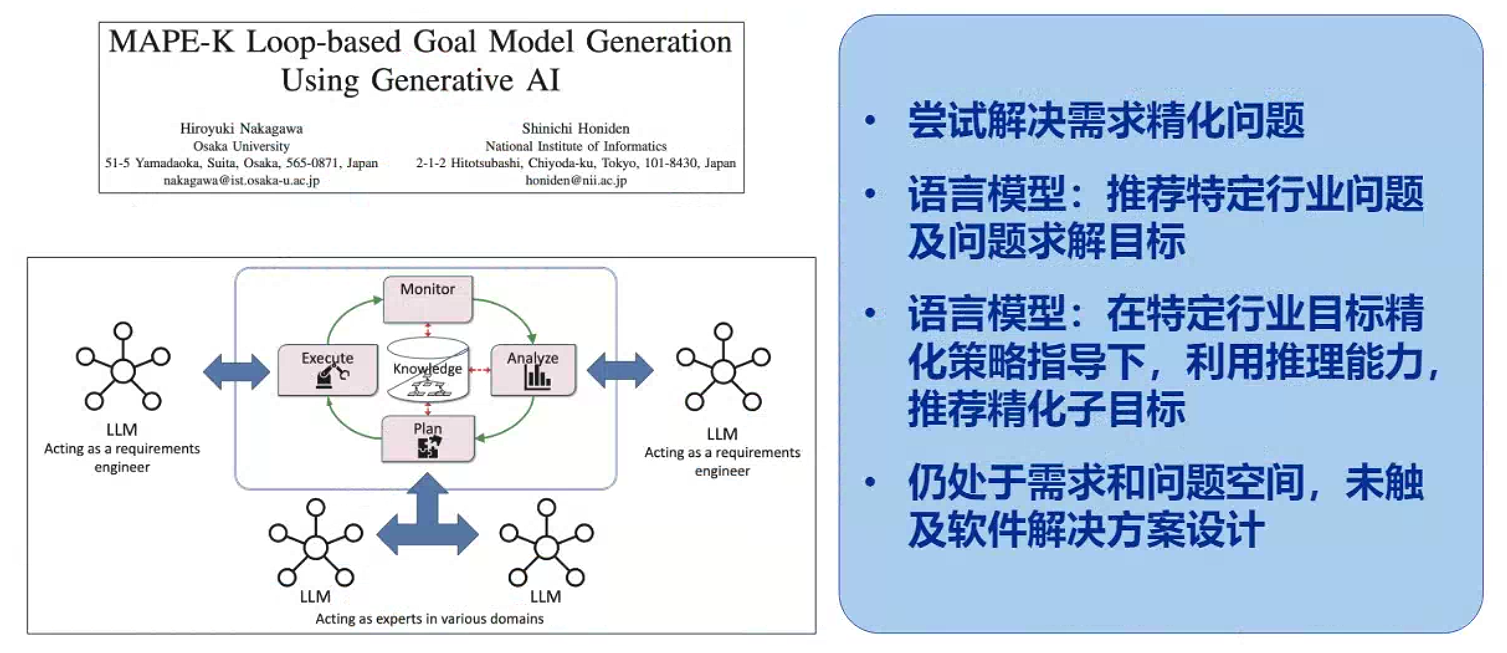 MAPE-K Loop-based Goal Model Generation
Using Generative AI
Hiroyuki Nakagawa
Osaka University
51-5 Yamadaoka, Suita, Osaka, 565-0871, Japan
nakagawa@ist.osaka-u.ac.jp
Shinichi Honiden
National Institute of Informatics
2-1-2 Hitotsubashi, Chiyoda-ku, Tokyo, 101-8430, Japan
honiden@nii.ac.jp
Monitor
Execute
Knowledge
Analyze
Plan
LLM
Acting as a requirements
engineer
LLM
Acting as a requirements
engineer
LLM
LLM
Acting as experts in various domains
• 尝试解决需求精化问题
• 语言模型：推荐特定行业问题
及问题求解目标
• 语言模型：在特定行业目标精
化策略指导下，利用推理能力，
推荐精化子目标
• 仍处于需求和问题空间，未触
及软件解决方案设计